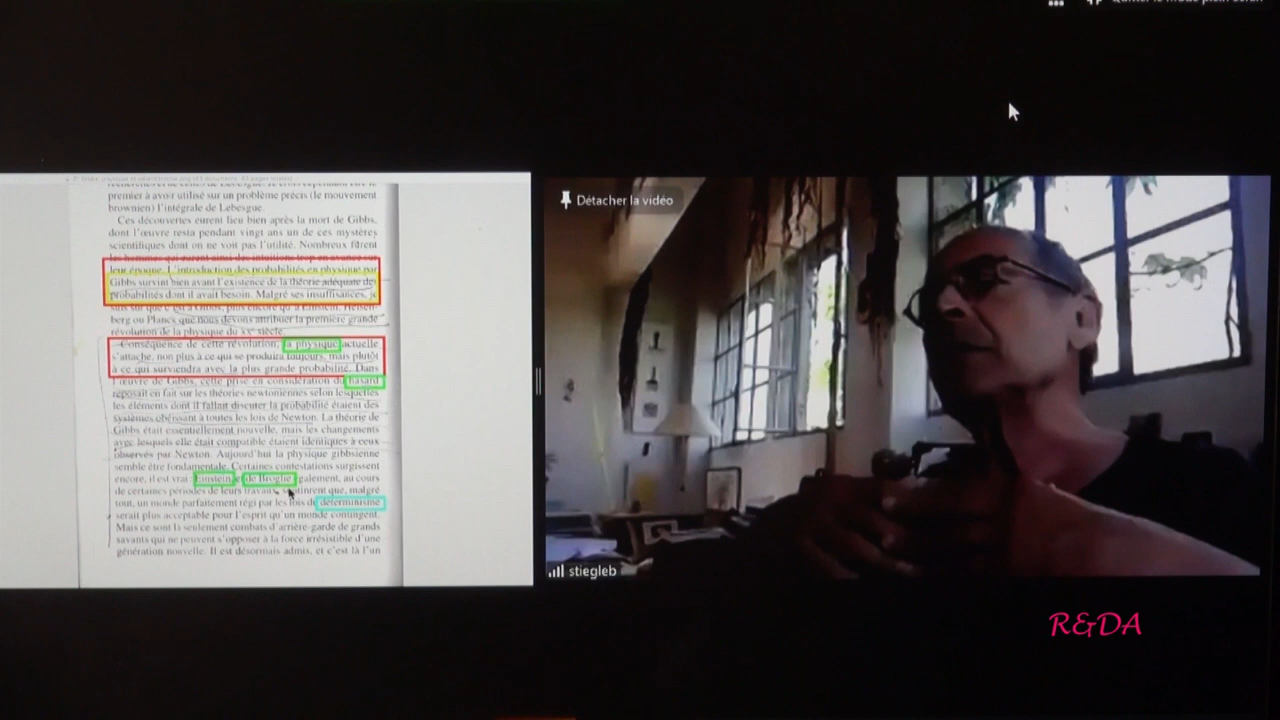 Quitter le mode plein écran
premier à avoir utilisé sur un problème précis (le mouvement
brownien) l'intégrale de Lebesgue.
Ces découvertes eurent lieu bien après la mort de Gibbs,
dont l'œuvre resta pendant vingt ans un de ces mystères
scientifiques dont on ne voit pas l'utilité. Nombreux furent
les hommes qui eurent ainsi des intuitions trop en avance sur
leur époque. L'introduction des probabilités en physique par
Gibbs survint bien avant l'existence de la théorie adéquate des
probabilités dont il avait besoin. Malgré ses insuffisances, je
suis sûr que c'est à Gibbs, plus encore qu'à Einstein, Heisen-
berg ou Planck que nous devons attribuer la première grande
révolution de la physique du XXe siècle.
Conséquence de cette révolution, la physique actuelle
s'attache, non plus à ce qui se produira toujours, mais plutôt
à ce qui surviendra avec la plus grande probabilité. Dans
l'œuvre de Gibbs, cette prise en considération du hasard
reposait en fait sur les théories newtoniennes selon lesquelles
les éléments dont il fallait discuter la probabilité étaient des
systèmes obéissant à toutes les lois de Newton. La théorie de
Gibbs était essentiellement nouvelle, mais les changements
avec lesquels elle était compatible étaient identiques à ceux
observés par Newton. Aujourd'hui la physique gibbsienne
semble être fondamentale. Certaines contestations surgissent
encore, il est vrai : Einstein et de Broglie également, au cours
de certaines périodes de leurs travaux, soutinrent que, malgré
tout, un monde parfaitement régi par les lois de déterminisme
serait plus acceptable pour l'esprit qu'un monde contingent.
Mais ce sont là seulement combats d'arrière-garde de grands
savants qui ne peuvent s'opposer à la force irrésistible d'une
génération nouvelle. Il est désormais admis, et c'est là l'un
Détacher la vidéo
stiegleb
R&DA